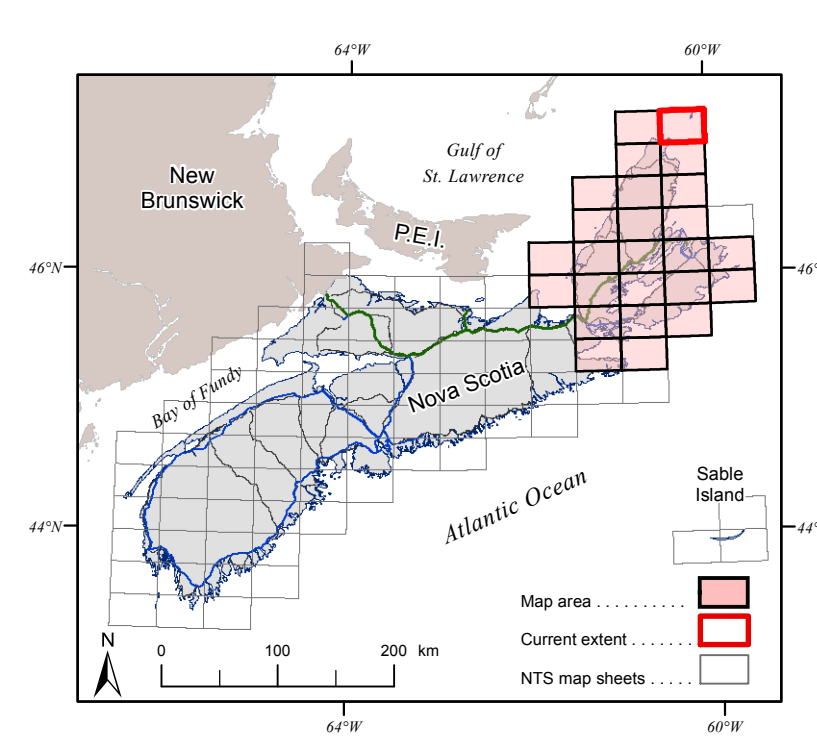 64°W
60°W
Gulf of
St. Lawrence
New
Brunswick
P.E.I.
46°N
46°
Bay of Fundy
Nova Scotia
Sable
Island
Atlantic Ocean
44°N
44°
Map area . . . . . . . . . .
Current extent . . . . . . .
NTS map sheets . . . . .
N
0 100 200 km
64°W
60°W